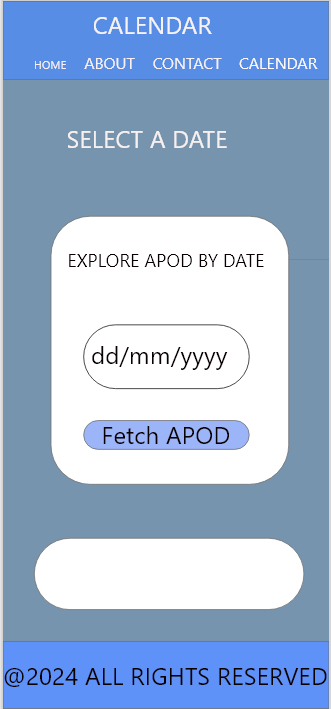 CALENDAR
HOME ABOUT CONTACT CALENDAR
SELECT A DATE
EXPLORE APOD BY DATE
dd/mm/yyyy
Fetch APOD
@2024 ALL RIGHTS RESERVED